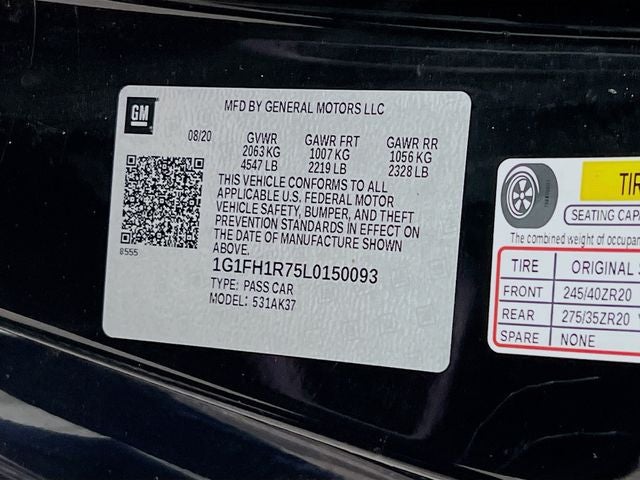 GM
MFD BY GENERAL MOTORS LLC
08/20 GVWR GAWR FRT GAWR RR
2063 KG 1007 KG 1056 KG
4547 LB 2219 LB 2328 LB
THIS VEHICLE CONFORMS TO ALL
APPLICABLE U.S. FEDERAL MOTOR
VEHICLE SAFETY, BUMPER, AND THEFT
PREVENTION STANDARDS IN EFFECT ON
THE DATE OF MANUFACTURE SHOWN
ABOVE.
8555
1G1FH1R75L0150093
TYPE: PASS CAR
MODEL: 531AK37
TIR
SEATING CAPA
The combined weight of occupan
TIRE ORIGINAL
FRONT 245/40ZR20
REAR 275/35ZR20
SPARE NONE